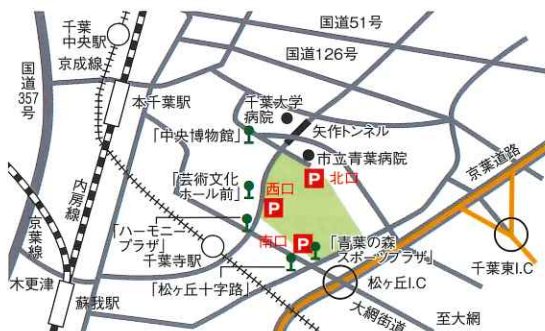 国道51号
国道126号
千葉
中央駅
京成線
国道
357
号
本千葉駅
千葉大学
病院
矢作トンネル
「中央博物館」
市立青葉病院
京葉道路
P
北口
「芸術文化
ホール前」
西口
P
内房線
京葉線
「ハーモニー
プラザ」
南口
P
「青葉の森
スポーツプラザ」
千葉寺駅
千葉東I.C
木更津
蘇我駅
「松ヶ丘十字路」
松ヶ丘I.C
大網街道
至大網